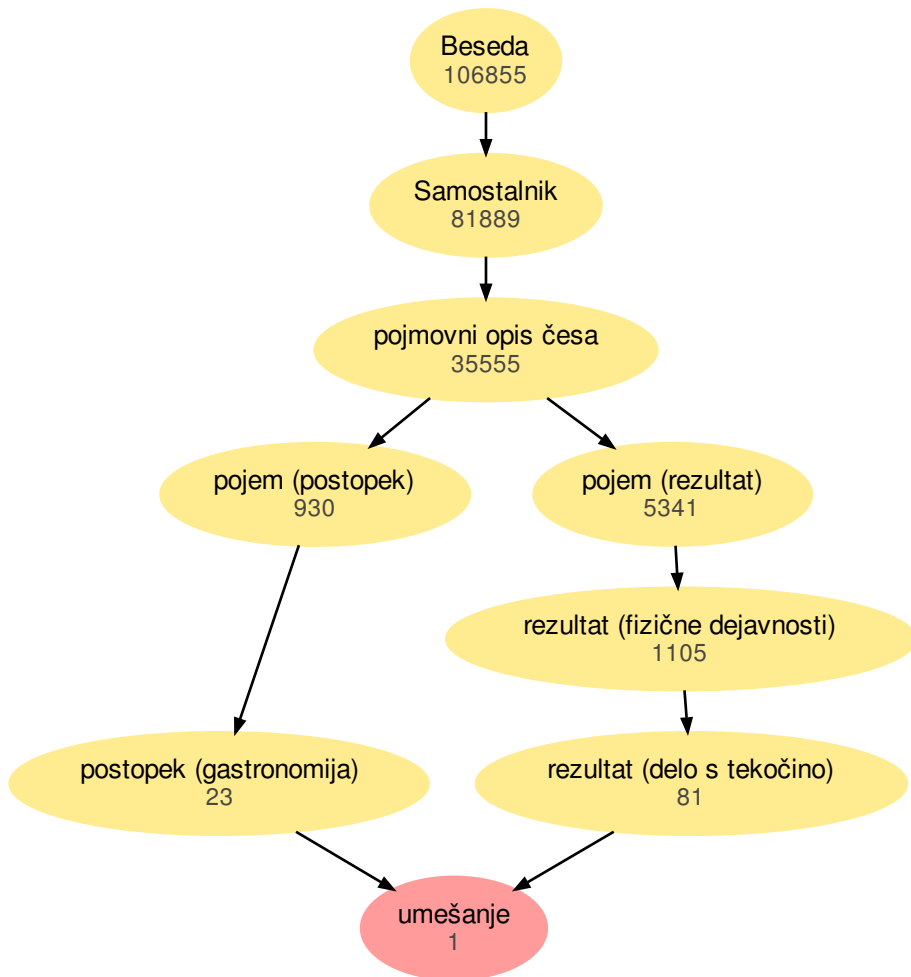 Beseda
106855
Samostalnik
81889
pojmovni opis česa
35555
pojem (postopek)
930
pojem (rezultat)
5341
rezultat (fizične dejavnosti)
1105
postopek (gastronomija)
23
rezultat (delo s tekočino)
81
umešanje
1